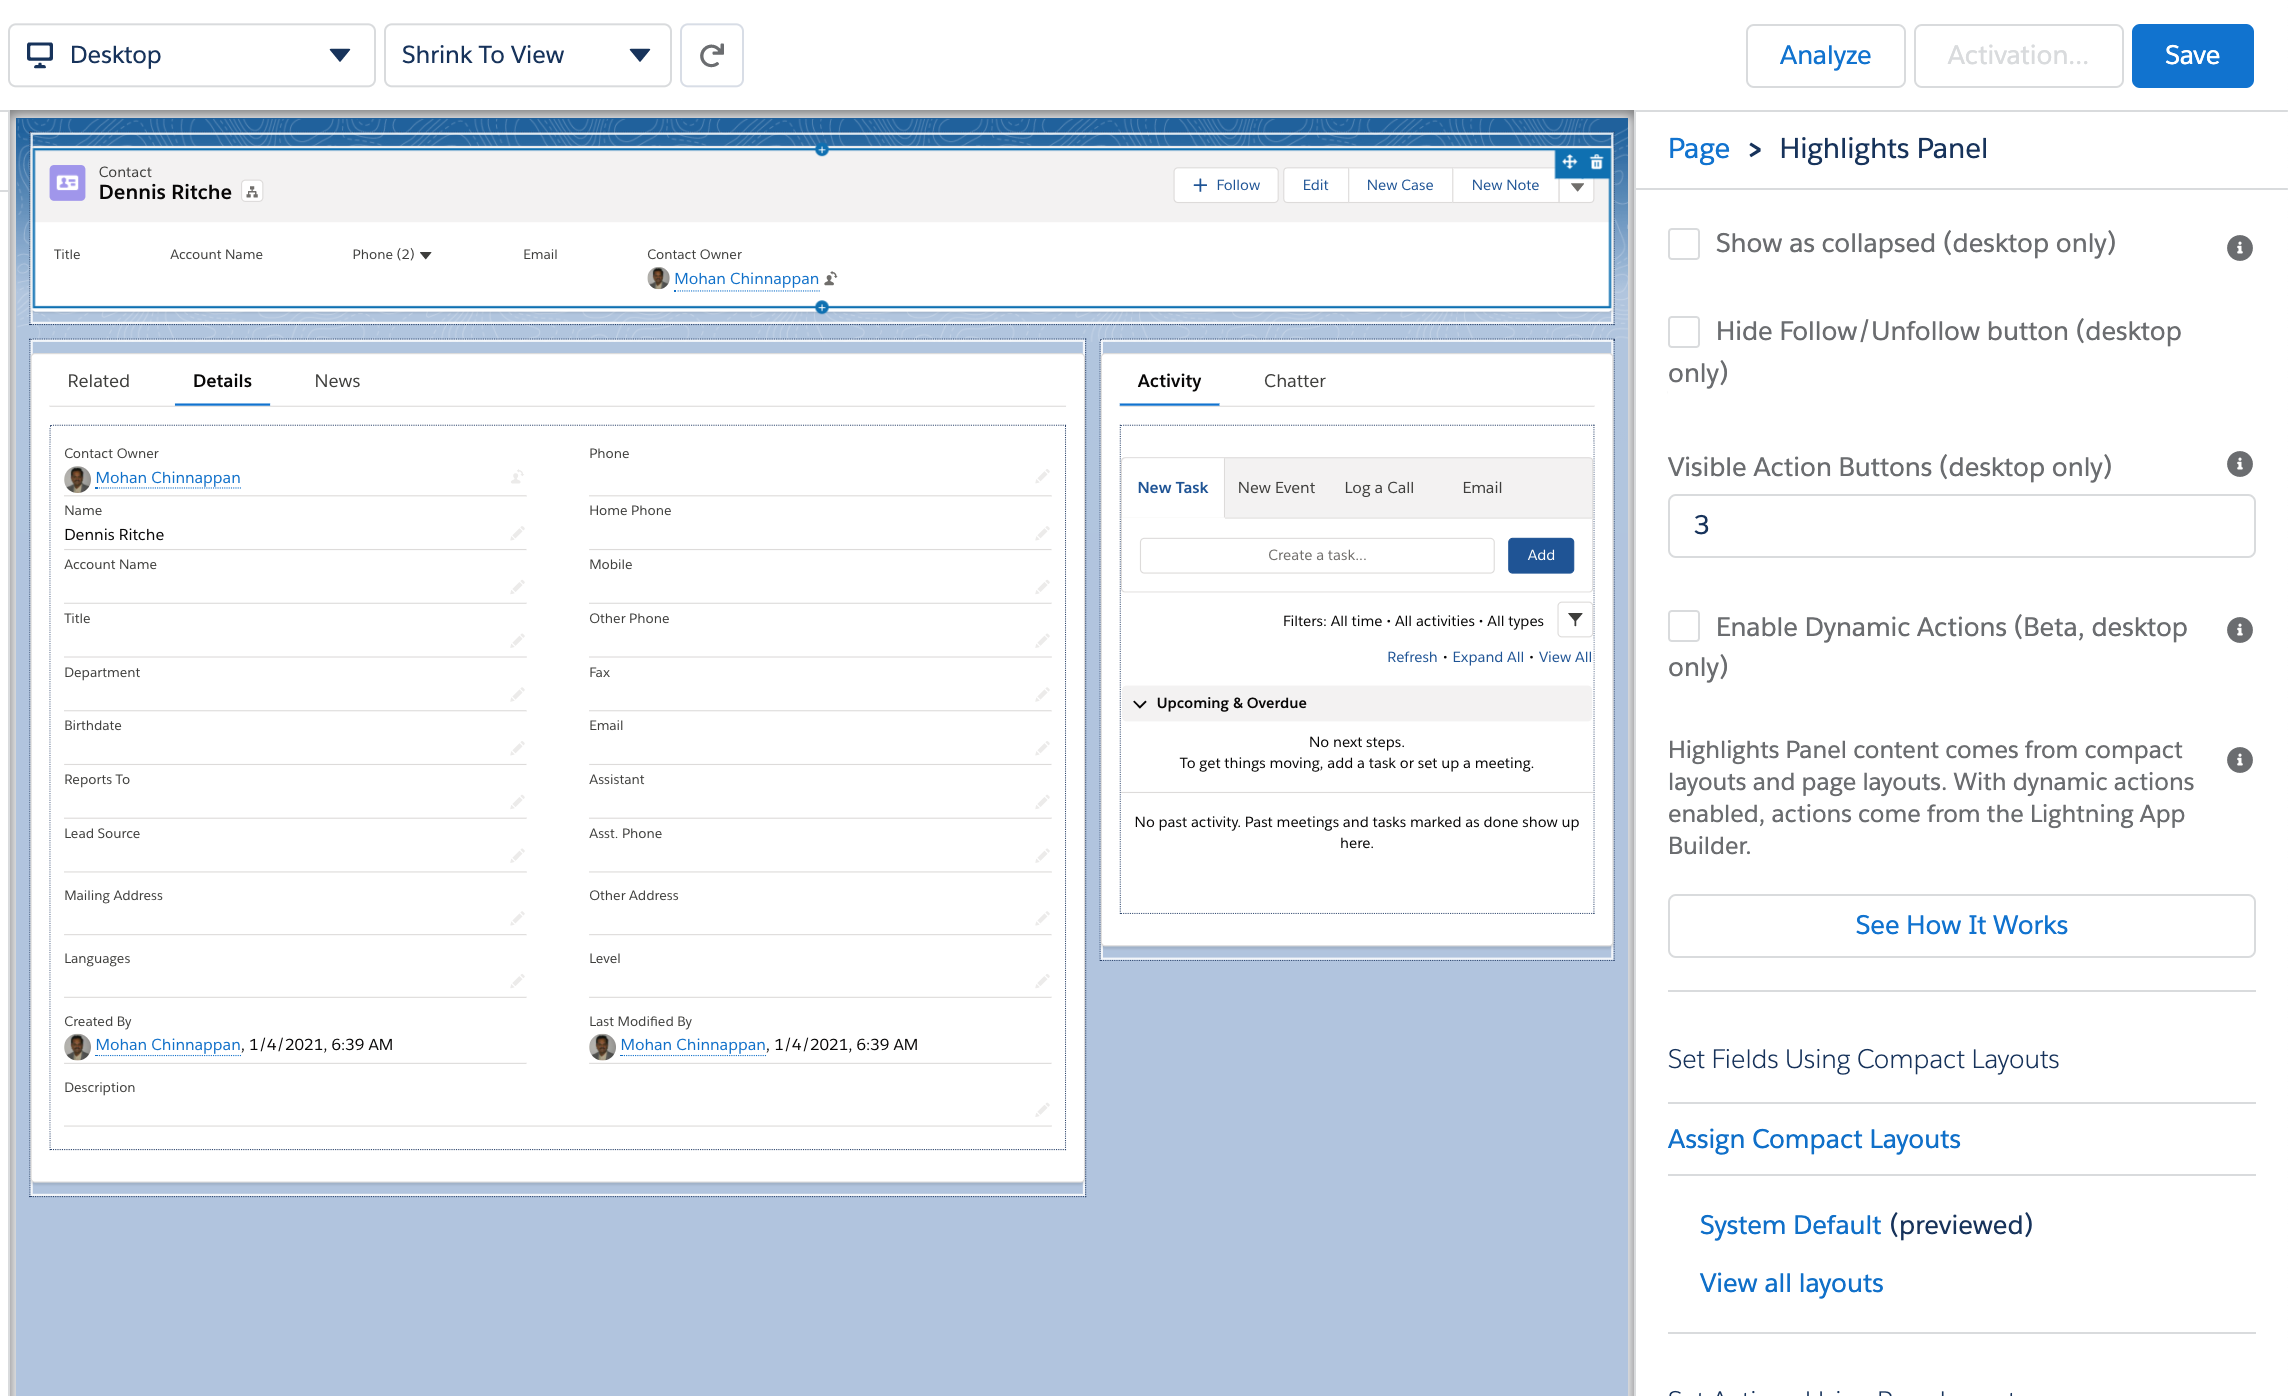 Desktop
Shrink To View
Analyze
Activation...
Save
Contact
Dennis Ritche
Follow
Edit
New Case
New Note
Title
Account Name
Phone (2)
Email
Contact Owner
Mohan Chinnappan
Related
Details
News
Contact Owner
Mohan Chinnappan
Phone
Name
Dennis Ritche
Home Phone
Account Name
Mobile
Title
Other Phone
Department
Fax
Birthdate
Email
Reports To
Assistant
Lead Source
Asst. Phone
Mailing Address
Other Address
Languages
Level
Created By
Mohan Chinnappan, 1/4/2021, 6:39 AM
Last Modified By
Mohan Chinnappan, 1/4/2021, 6:39 AM
Description
Activity
Chatter
New Task
New Event
Log a Call
Email
Create a task...
Add
Filters: All time • All activities • All types
Refresh • Expand All • View All
Upcoming & Overdue
No next steps.
To get things moving, add a task or set up a meeting.
No past activity. Past meetings and tasks marked as done show up
here.
Page > Highlights Panel
Show as collapsed (desktop only)
Hide Follow/Unfollow button (desktop
only)
Visible Action Buttons (desktop only)
3
Enable Dynamic Actions (Beta, desktop
only)
Highlights Panel content comes from compact
layouts and page layouts. With dynamic actions
enabled, actions come from the Lightning App
Builder.
See How It Works
Set Fields Using Compact Layouts
Assign Compact Layouts
System Default (previewed)
View all layouts